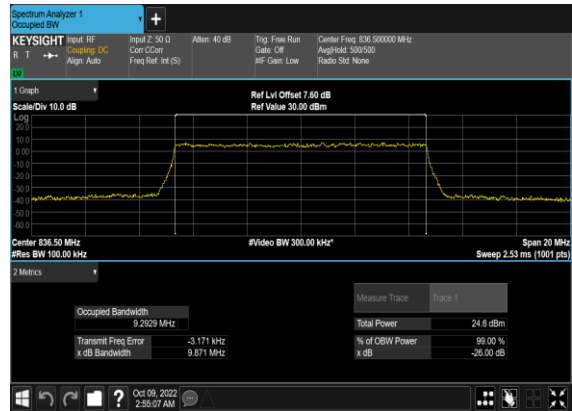 Spectrum Analyzer 1
Occupied BW
+
KEYSIGHT Input: RF Input Z: 50 Ω Atten: 40 dB Trig: Free Run Center Freq: 836.500000 MHz
R T Coupling: DC Corr CCorr Gate: Off Avg|Hold: 500/500
Align: Auto Freq Ref: Int (S) #IF Gain: Low Radio Std: None
1 Graph
Scale/Div 10.0 dB Ref Lvl Offset 7.60 dB
Ref Value 30.00 dBm
Log
20.0
10.0
0.00
-10.0
-20.0
-30.0
-40.0
-50.0
-60.0
Center 836.50 MHz #Video BW 300.00 kHz* Span 20 MHz
#Res BW 100.00 kHz Sweep 2.53 ms (1001 pts)
2 Metrics
Measure Trace Trace 1
Occupied Bandwidth
9.2929 MHz Total Power 24.6 dBm
Transmit Freq Error -3.171 kHz % of OBW Power 99.00 %
x dB Bandwidth 9.871 MHz x dB -26.00 dB
? Oct 09, 2022
2:55:07 AM